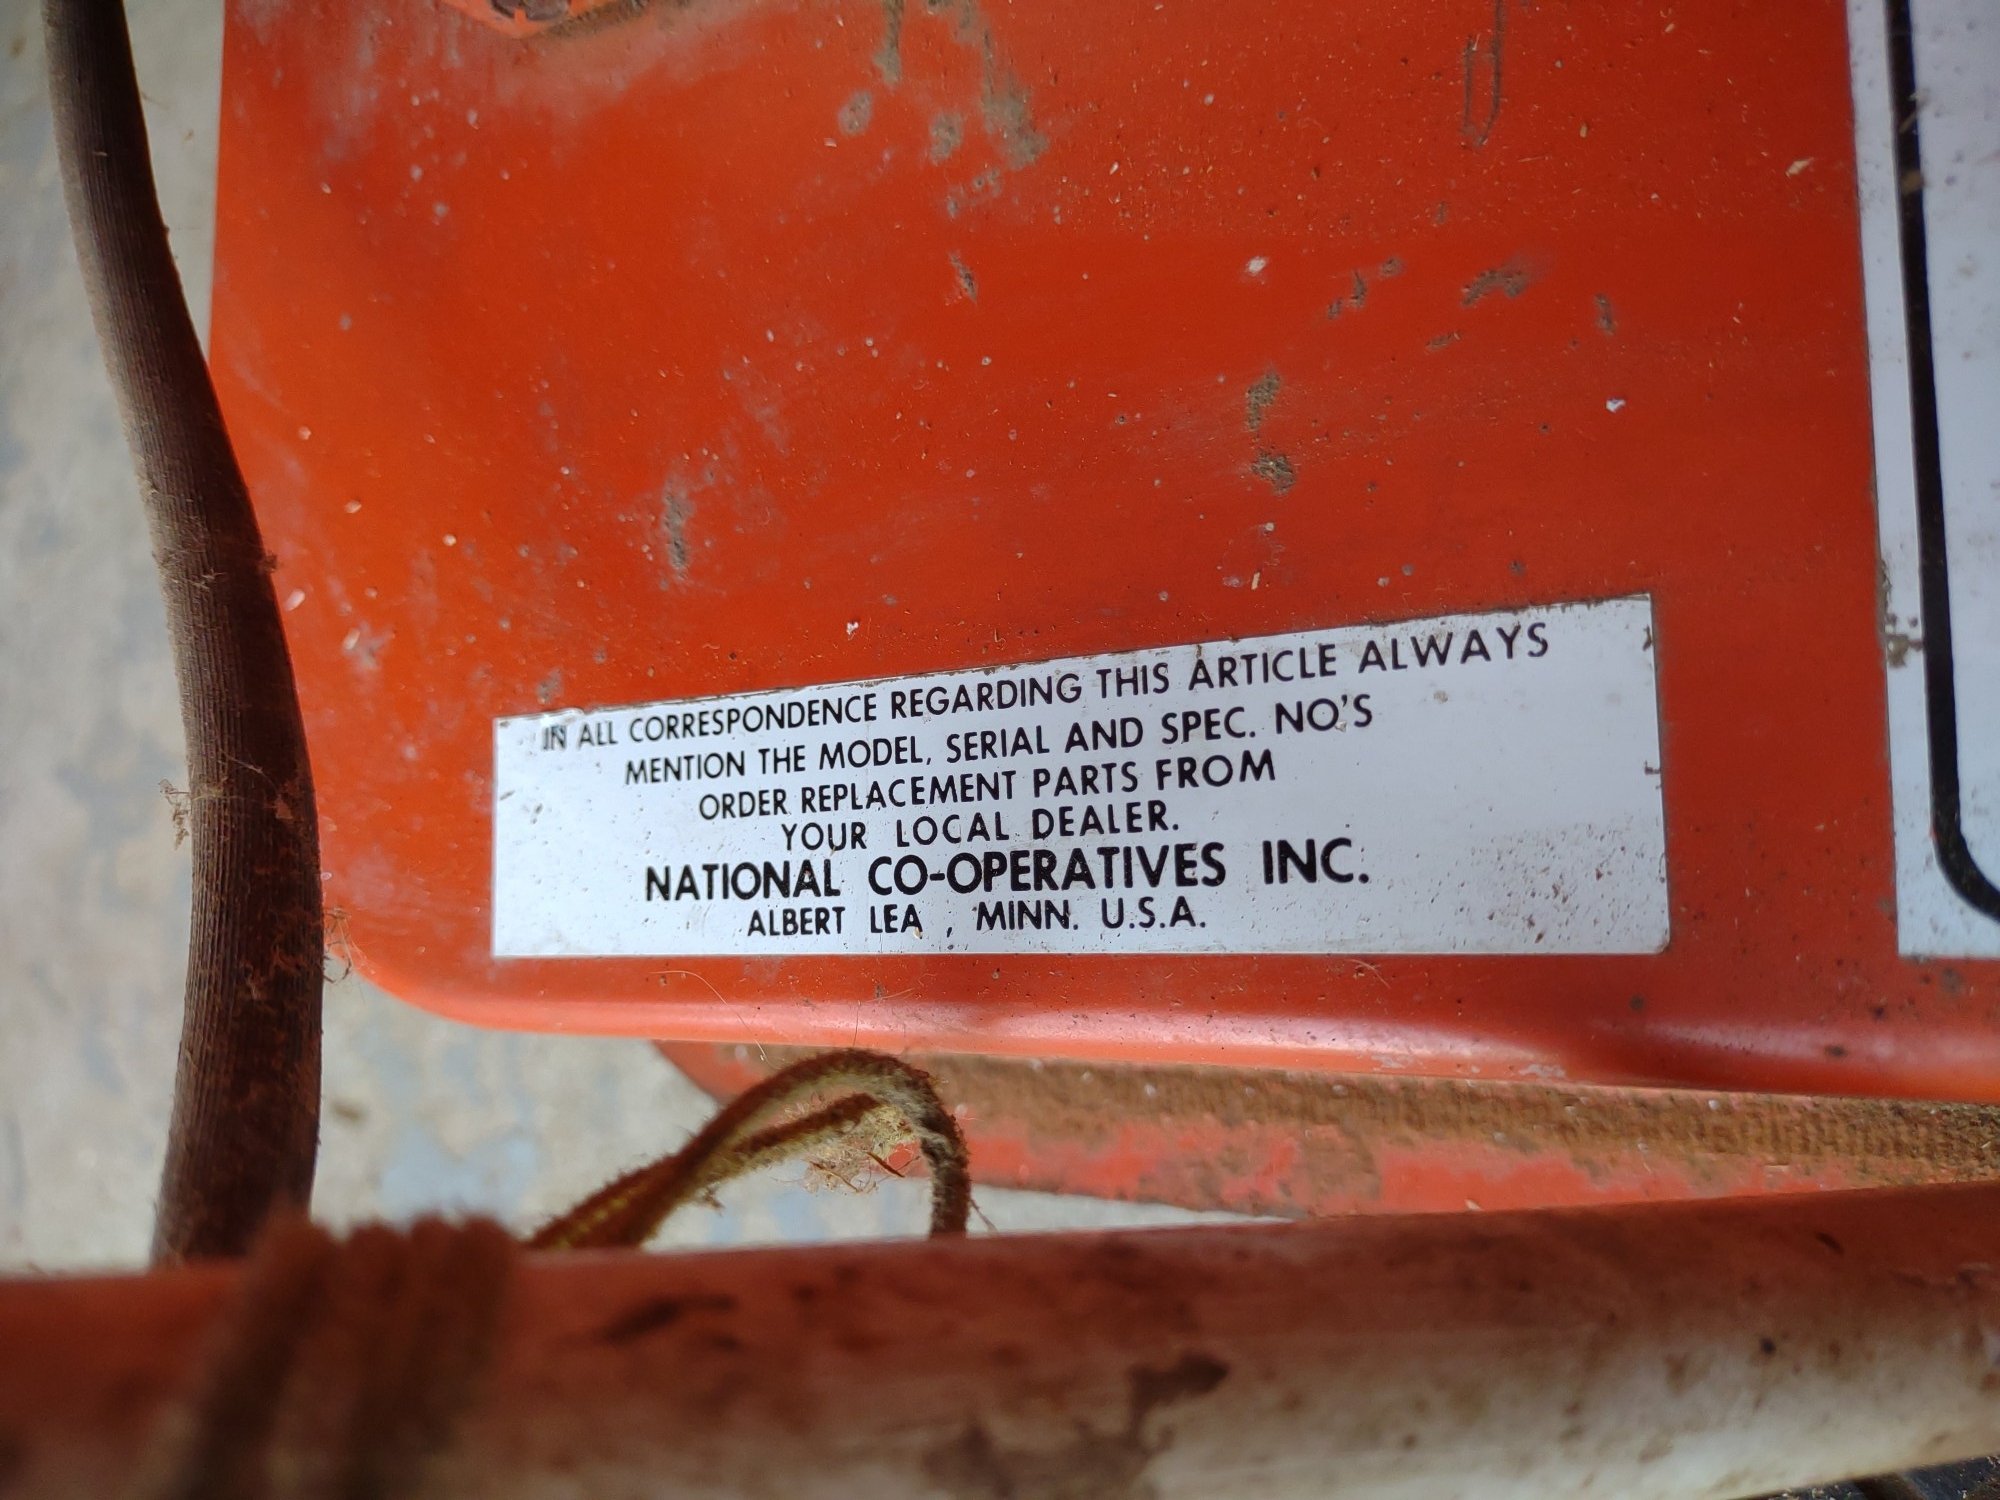 IN ALL CORRESPONDENCE REGARDING THIS ARTICLE ALWAYS
MENTION THE MODEL, SERIAL AND SPEC. NO'S
ORDER REPLACEMENT PARTS FROM
YOUR LOCAL DEALER.
NATIONAL CO-OPERATIVES INC.
ALBERT LEA , MINN. U.S.A.